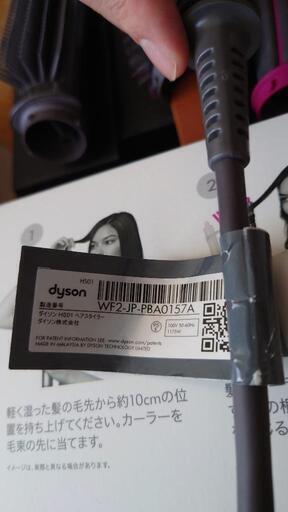 1
2
HS01
dyson
製造番号
WF2-JP-PBA0157A
ダイソン HS01 ヘアスタイラー
ダイソン株式会社
100V 50-60Hz
1175W
FOR PATENT INFORMATION SEE www.dyson.com/patents
MADE IN MALAYSIA BY DYSON TECHNOLOGY LIMITED
軽く湿った髪の毛先から約10cmの位
置を持ち上げてください。カーラーを
毛束の先に当てます。
イメージです。実際と異なる場合があります。